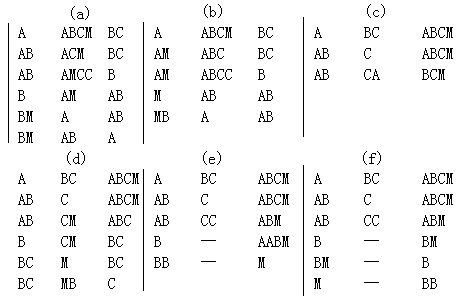 (a) (b) (c)
A ABCM BC A ABCM BC A BC ABCM
AB ACM BC AM ABC BC AB C ABCM
AB AMCC B AM ABCC B AB CA BCM
B AM AB M AB AB
BM A AB MB A AB
BM AB A
(d) (e) (f)
A BC ABCM A BC ABCM A BC ABCM
AB C ABCM AB C ABCM AB C ABCM
AB CM ABC AB CC ABM AB CC ABM
B CM BC B — AABM B — BM
BC M BC BB — M BM — B
BC MB C M — BB